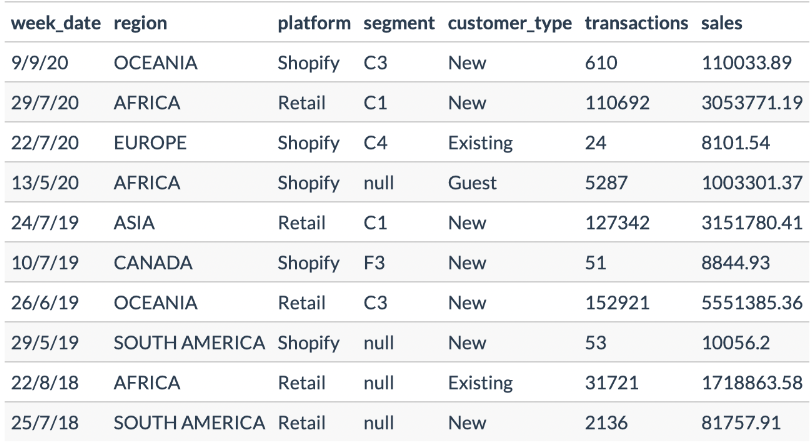 week_date region platform segment customer_type transactions sales
9/9/20 OCEANIA Shopify C3 New 610 110033.89
29/7/20 AFRICA Retail C1 New 110692 3053771.19
22/7/20 EUROPE Shopify C4 Existing 24 8101.54
13/5/20 AFRICA Shopify null Guest 5287 1003301.37
24/7/19 ASIA Retail C1 New 127342 3151780.41
10/7/19 CANADA Shopify F3 New 51 8844.93
26/6/19 OCEANIA Retail C3 New 152921 5551385.36
29/5/19 SOUTH AMERICA Shopify null New 53 10056.2
22/8/18 AFRICA Retail null Existing 31721 1718863.58
25/7/18 SOUTH AMERICA Retail null New 2136 81757.91